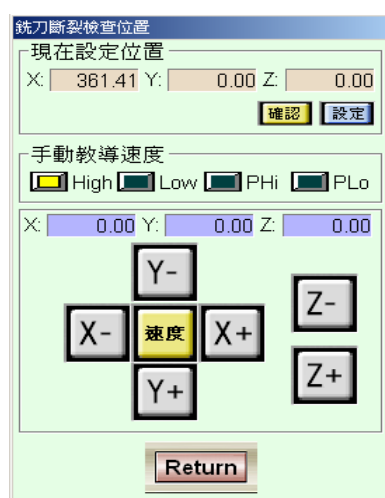 銑刀斷裂檢查位置
現在設定位置
X: 361.41 Y: 0.00 Z: 0.00
確認 設定
手動教導速度
High Low PHi PLo
X: 0.00 Y: 0.00 Z: 0.00
Y-
Z-
X- 速度 X+
Z+
Y+
Return